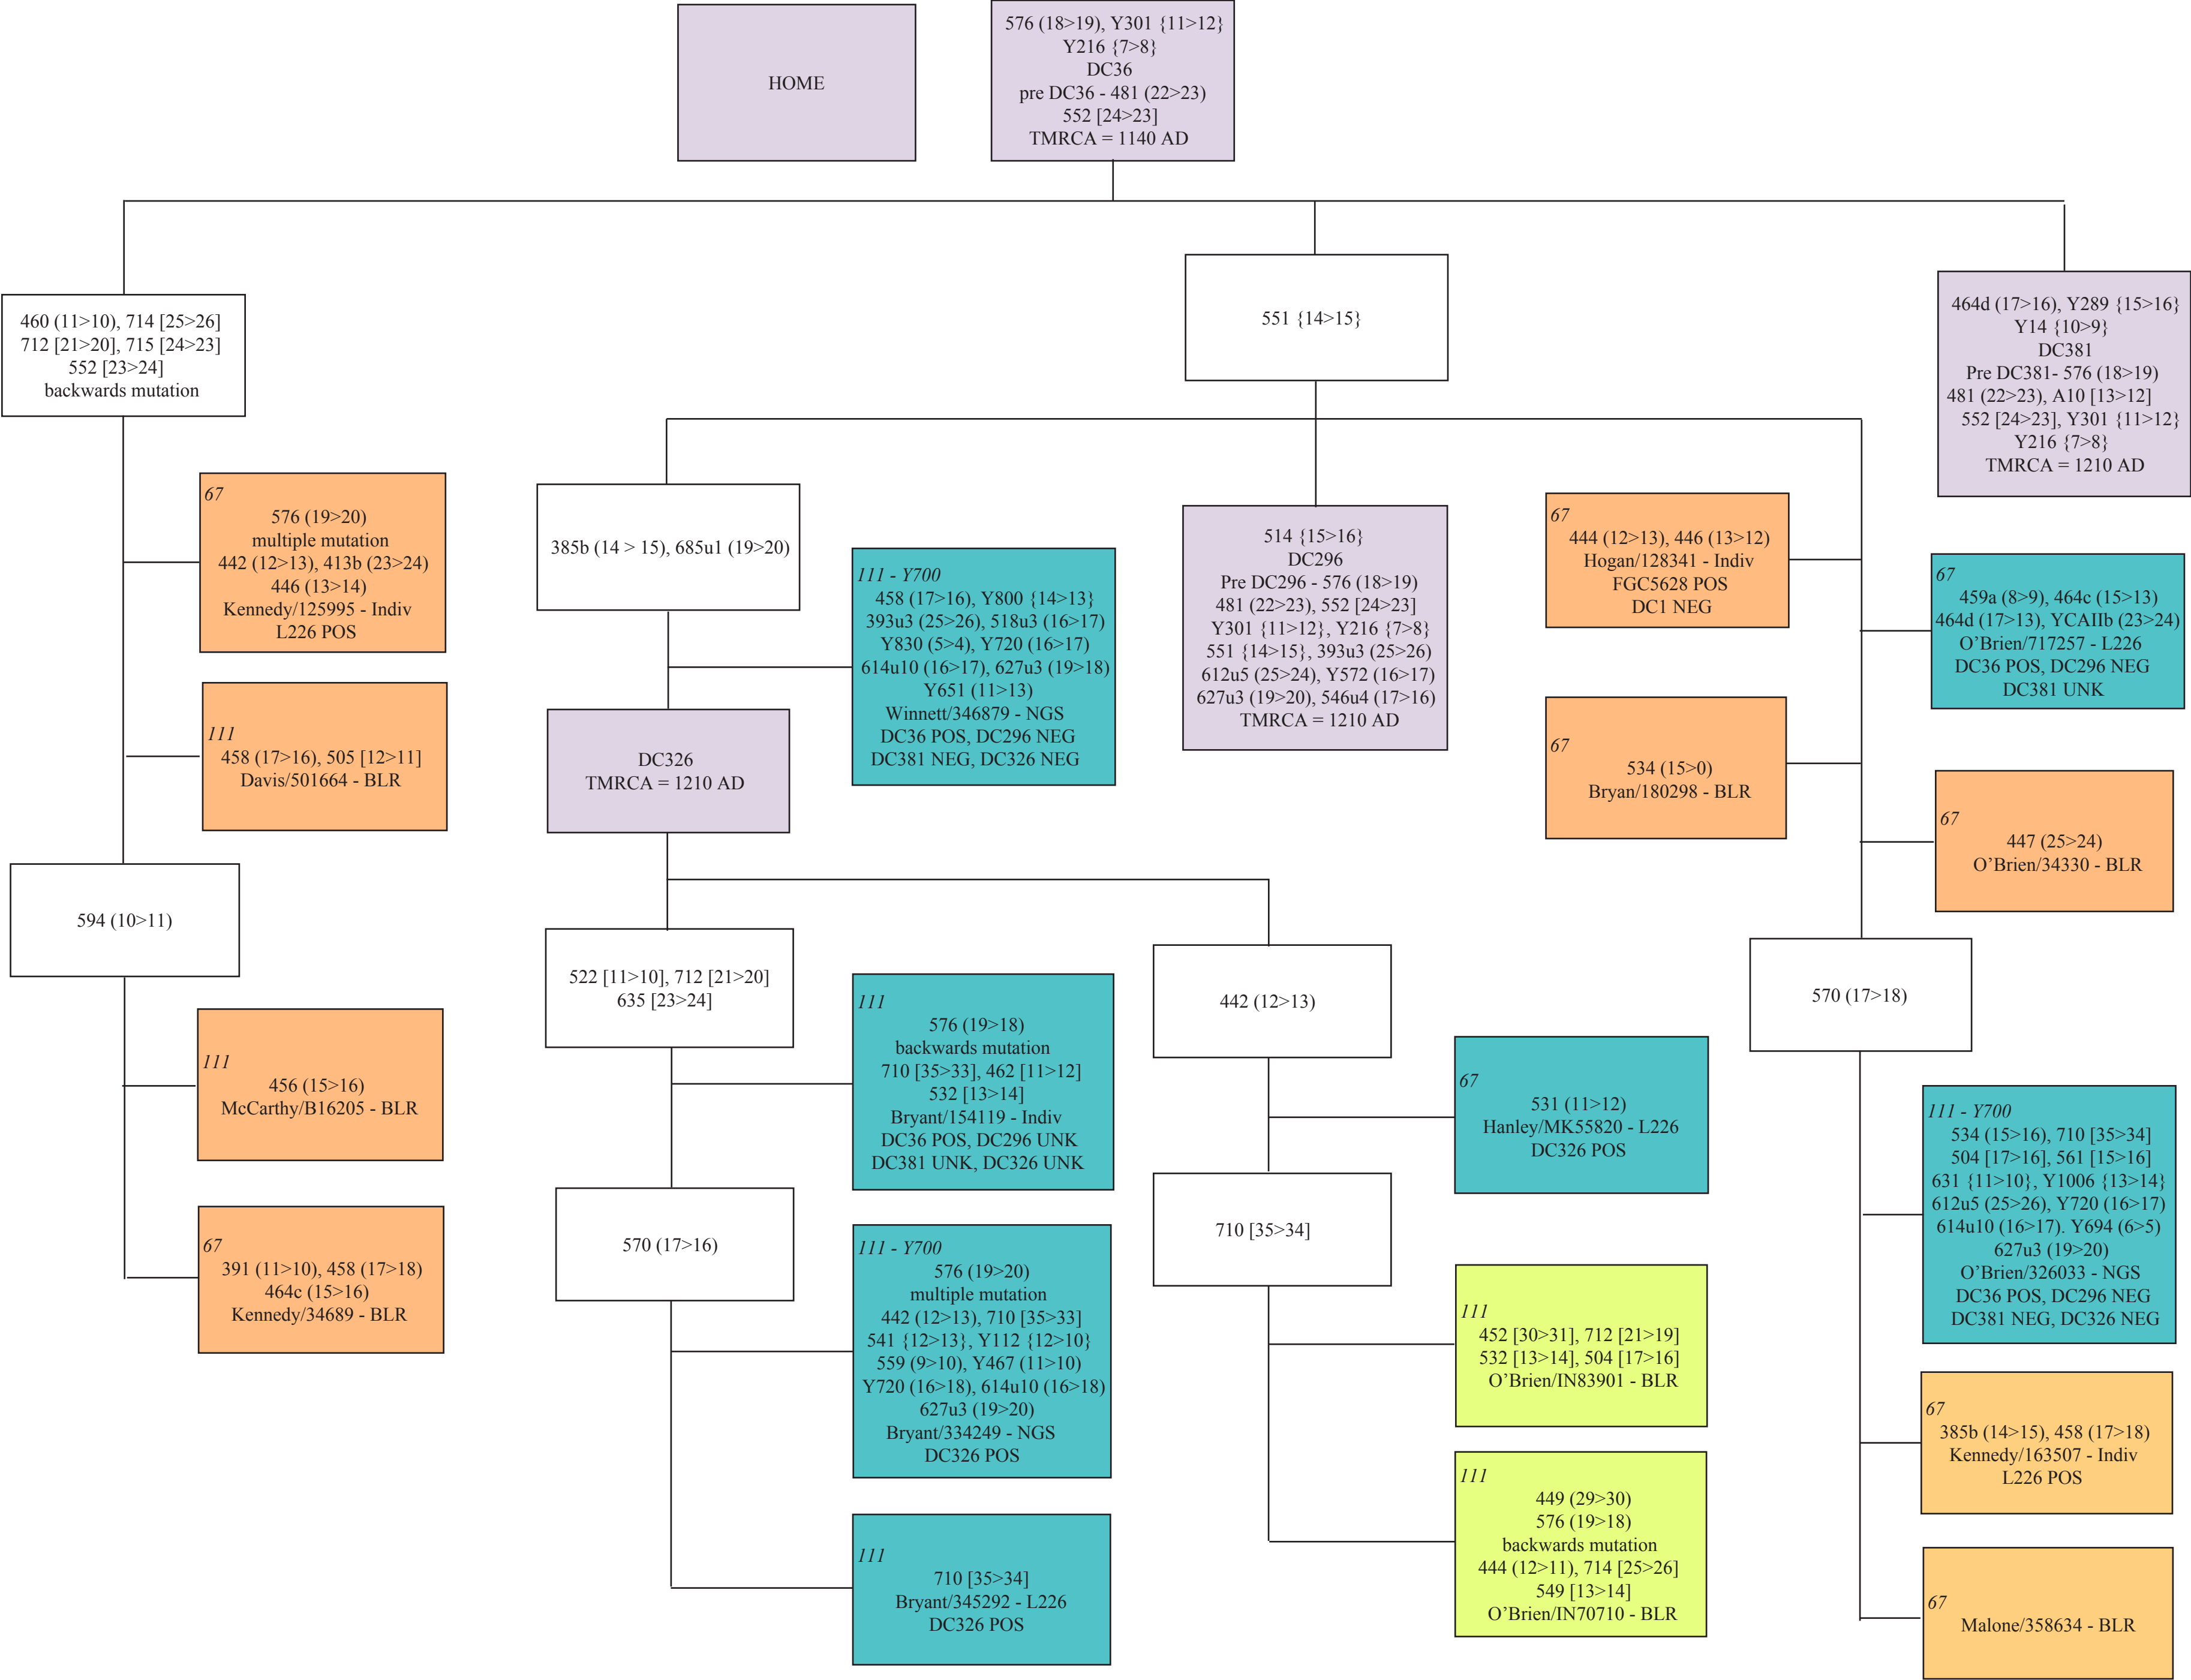 HOME
576 (18>19), Y301 {11>12}
Y216 {7>8}
DC36
pre DC36 - 481 (22>23)
552 [24>23]
TMRCA = 1140 AD
460 (11>10), 714 [25>26]
712 [21>20], 715 [24>23]
552 [23>24]
backwards mutation
551 {14>15}
464d (17>16), Y289 {15>16}
Y14 {10>9}
DC381
Pre DC381- 576 (18>19)
481 (22>23), A10 [13>12]
552 [24>23], Y301 {11>12}
Y216 {7>8}
TMRCA = 1210 AD
67
576 (19>20)
multiple mutation
442 (12>13), 413b (23>24)
446 (13>14)
Kennedy/125995 - Indiv
L226 POS
111
458 (17>16), 505 [12>11]
Davis/501664 - BLR
594 (10>11)
111
456 (15>16)
McCarthy/B16205 - BLR
67
391 (11>10), 458 (17>18)
464c (15>16)
Kennedy/34689 - BLR
385b (14 > 15), 685u1 (19>20)
111 - Y700
458 (17>16), Y800 {14>13}
393u3 (25>26), 518u3 (16>17)
Y830 (5>4), Y720 (16>17)
614u10 (16>17), 627u3 (19>18)
Y651 (11>13)
Winnett/346879 - NGS
DC36 POS, DC296 NEG
DC381 NEG, DC326 NEG
DC326
TMRCA = 1210 AD
522 [11>10], 712 [21>20]
635 [23>24]
111
576 (19>18)
backwards mutation
710 [35>33], 462 [11>12]
532 [13>14]
Bryant/154119 - Indiv
DC36 POS, DC296 UNK
DC381 UNK, DC326 UNK
570 (17>16)
111 - Y700
576 (19>20)
multiple mutation
442 (12>13), 710 [35>33]
541 {12>13}, Y112 {12>10}
559 (9>10), Y467 (11>10)
Y720 (16>18), 614u10 (16>18)
627u3 (19>20)
Bryant/334249 - NGS
DC326 POS
111
710 [35>34]
Bryant/345292 - L226
DC326 POS
442 (12>13)
67
531 (11>12)
Hanley/MK55820 - L226
DC326 POS
710 [35>34]
111
452 [30>31], 712 [21>19]
532 [13>14], 504 [17>16]
O’Brien/IN83901 - BLR
111
449 (29>30)
576 (19>18)
backwards mutation
444 (12>11), 714 [25>26]
549 [13>14]
O’Brien/IN70710 - BLR
514 {15>16}
DC296
Pre DC296 - 576 (18>19)
481 (22>23), 552 [24>23]
Y301 {11>12}, Y216 {7>8}
551 {14>15}, 393u3 (25>26)
612u5 (25>24), Y572 (16>17)
627u3 (19>20), 546u4 (17>16)
TMRCA = 1210 AD
67
444 (12>13), 446 (13>12)
Hogan/128341 - Indiv
FGC5628 POS
DC1 NEG
67
459a (8>9), 464c (15>13)
464d (17>13), YCAIIb (23>24)
O’Brien/717257 - L226
DC36 POS, DC296 NEG
DC381 UNK
67
534 (15>0)
Bryan/180298 - BLR
67
447 (25>24)
O’Brien/34330 - BLR
570 (17>18)
111 - Y700
534 (15>16), 710 [35>34]
504 [17>16], 561 [15>16]
631 {11>10}, Y1006 {13>14}
612u5 (25>26), Y720 (16>17)
614u10 (16>17). Y694 (6>5)
627u3 (19>20)
O’Brien/326033 - NGS
DC36 POS, DC296 NEG
DC381 NEG, DC326 NEG
67
385b (14>15), 458 (17>18)
Kennedy/163507 - Indiv
L226 POS
67
Malone/358634 - BLR